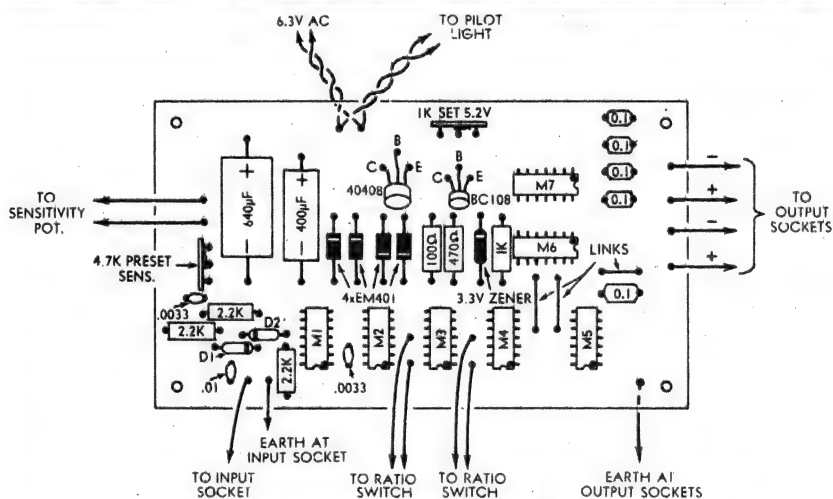 6.3V AC
TO PILOT
LIGHT
1K SET 5.2V
0.1
0.1
0.1
0.1
B
C
E
40408
B
C
E
BC108
M7
−
+
−
+
TO
OUTPUT
SOCKETS
TO
SENSITIVITY
POT.
+
640µF
−
+
400µF
−
4.7K PRESET
SENS.
100Ω
470Ω
1K
M6
LINKS
0.1
.0033
4xEM401
3.3V ZENER
2.2K
2.2K
D2
D1
.01
2.2K
M1
.0033
M2
M3
M4
M5
EARTH AT
INPUT SOCKET
TO INPUT
SOCKET
TO RATIO
SWITCH
TO RATIO
SWITCH
EARTH AT
OUTPUT SOCKETS